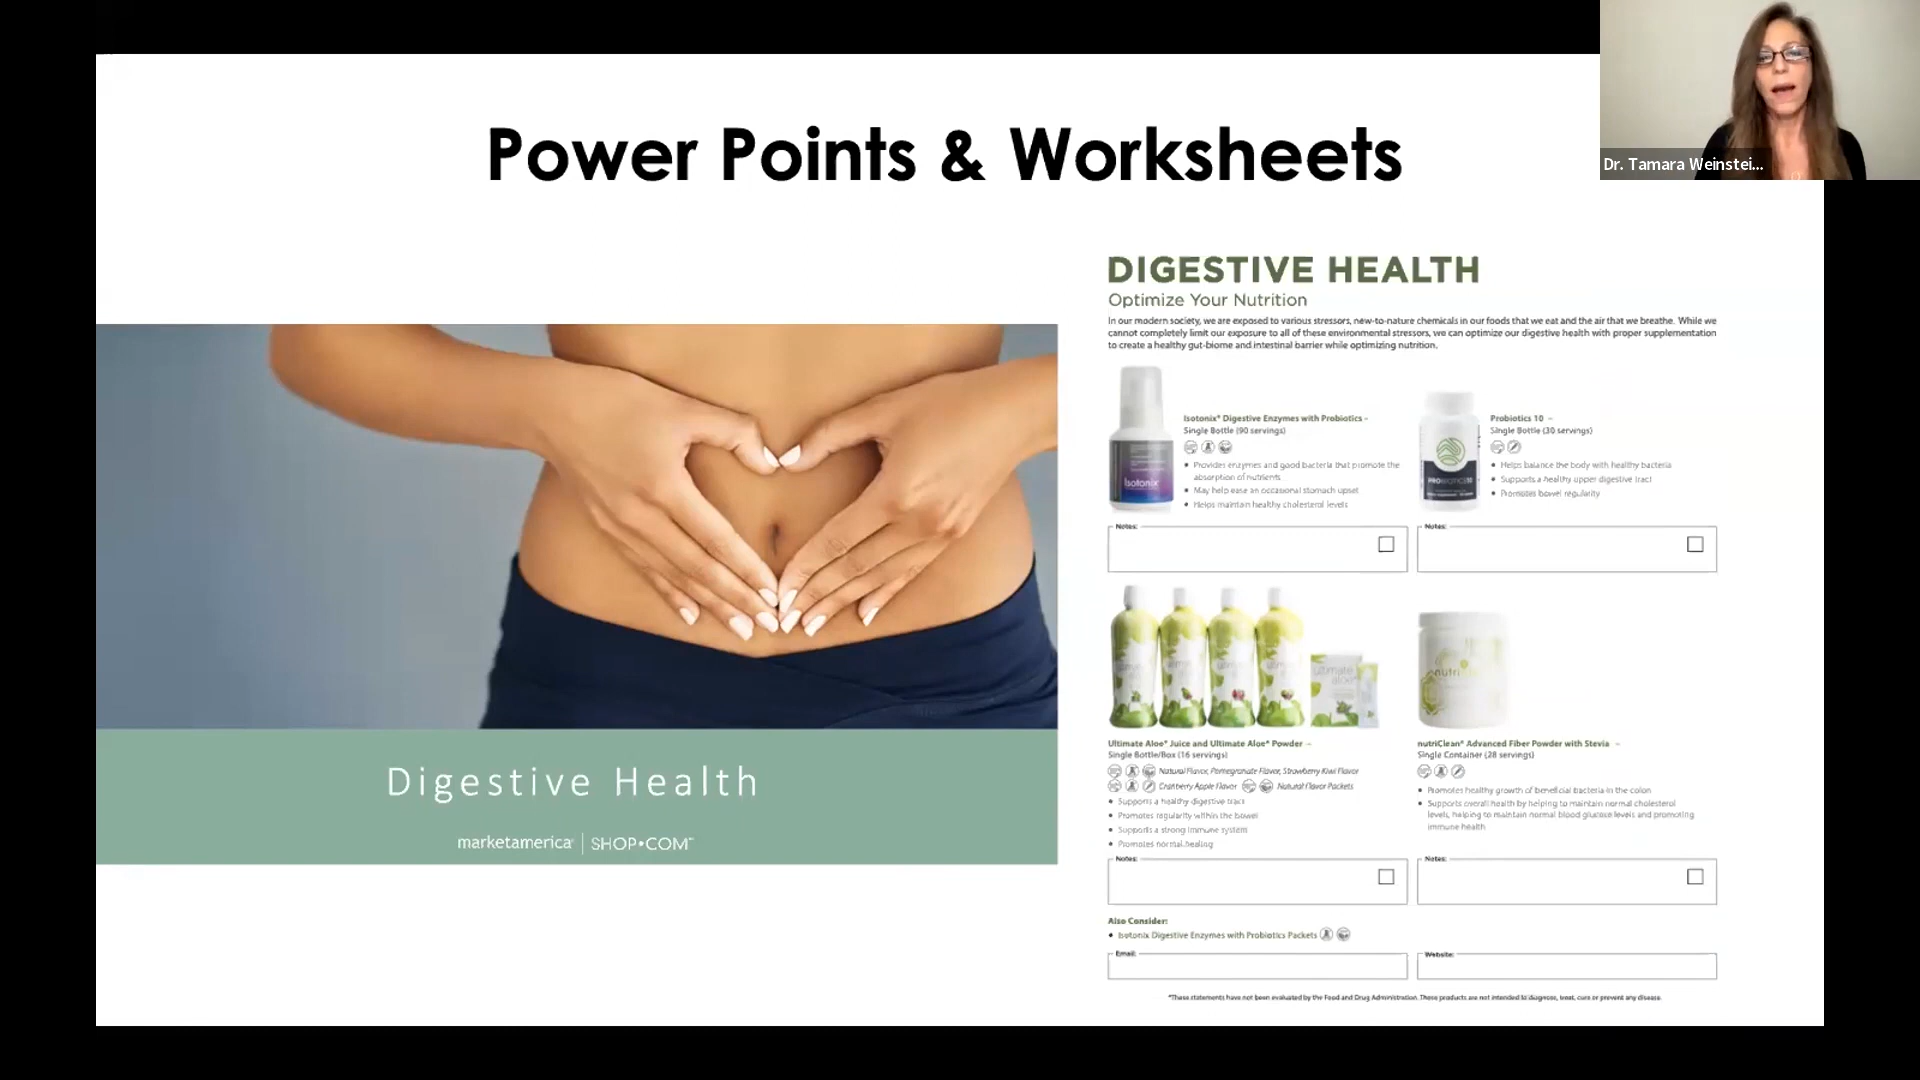 Power Points & Worksheets
Dr. Tamara Weinstei...
Digestive Health
marketamerica® | SHOP•COM™
DIGESTIVE HEALTH
Optimize Your Nutrition
In our modern society, we are exposed to various stressors, new-to-nature chemicals in our foods that we eat and the air that we breathe. While we
cannot completely limit our exposure to all of these environmental stressors, we can optimize our digestive health with proper supplementation
to create a healthy gut-biome and intestinal barrier while optimizing nutrition.
Isotonix
Isotonix® Digestive Enzymes with Probiotics –
Single Bottle (90 servings)
• Provides enzymes and good bacteria that promote the
absorption of nutrients
• May help ease an occasional stomach upset
• Helps maintain healthy cholesterol levels
Notes:
PROBIOTICS10
Probiotics 10 –
Single Bottle (30 servings)
• Helps balance the body with healthy bacteria
• Supports a healthy upper digestive tract
• Promotes bowel regularity
Notes:
ultimate
ultimate
aloe
Ultimate Aloe® Juice and Ultimate Aloe® Powder –
Single Bottle/Box (16 servings)
Natural Flavor, Pomegranate Flavor, Strawberry Kiwi Flavor
Cranberry Apple Flavor Natural Flavor Packets
• Supports a healthy digestive tract
• Promotes regularity within the bowel
• Supports a strong immune system
• Promotes normal healing
Notes:
nutriClean® Advanced Fiber Powder with Stevia –
Single Container (28 servings)
• Promotes healthy growth of beneficial bacteria in the colon
• Supports overall health by helping to maintain normal cholesterol
levels, helping to maintain normal blood glucose levels and promoting
immune health
Notes:
Also Consider:
• Isotonix Digestive Enzymes with Probiotics Packets
Email:
Website:
*These statements have not been evaluated by the Food and Drug Administration. These products are not intended to diagnose, treat, cure or prevent any disease.